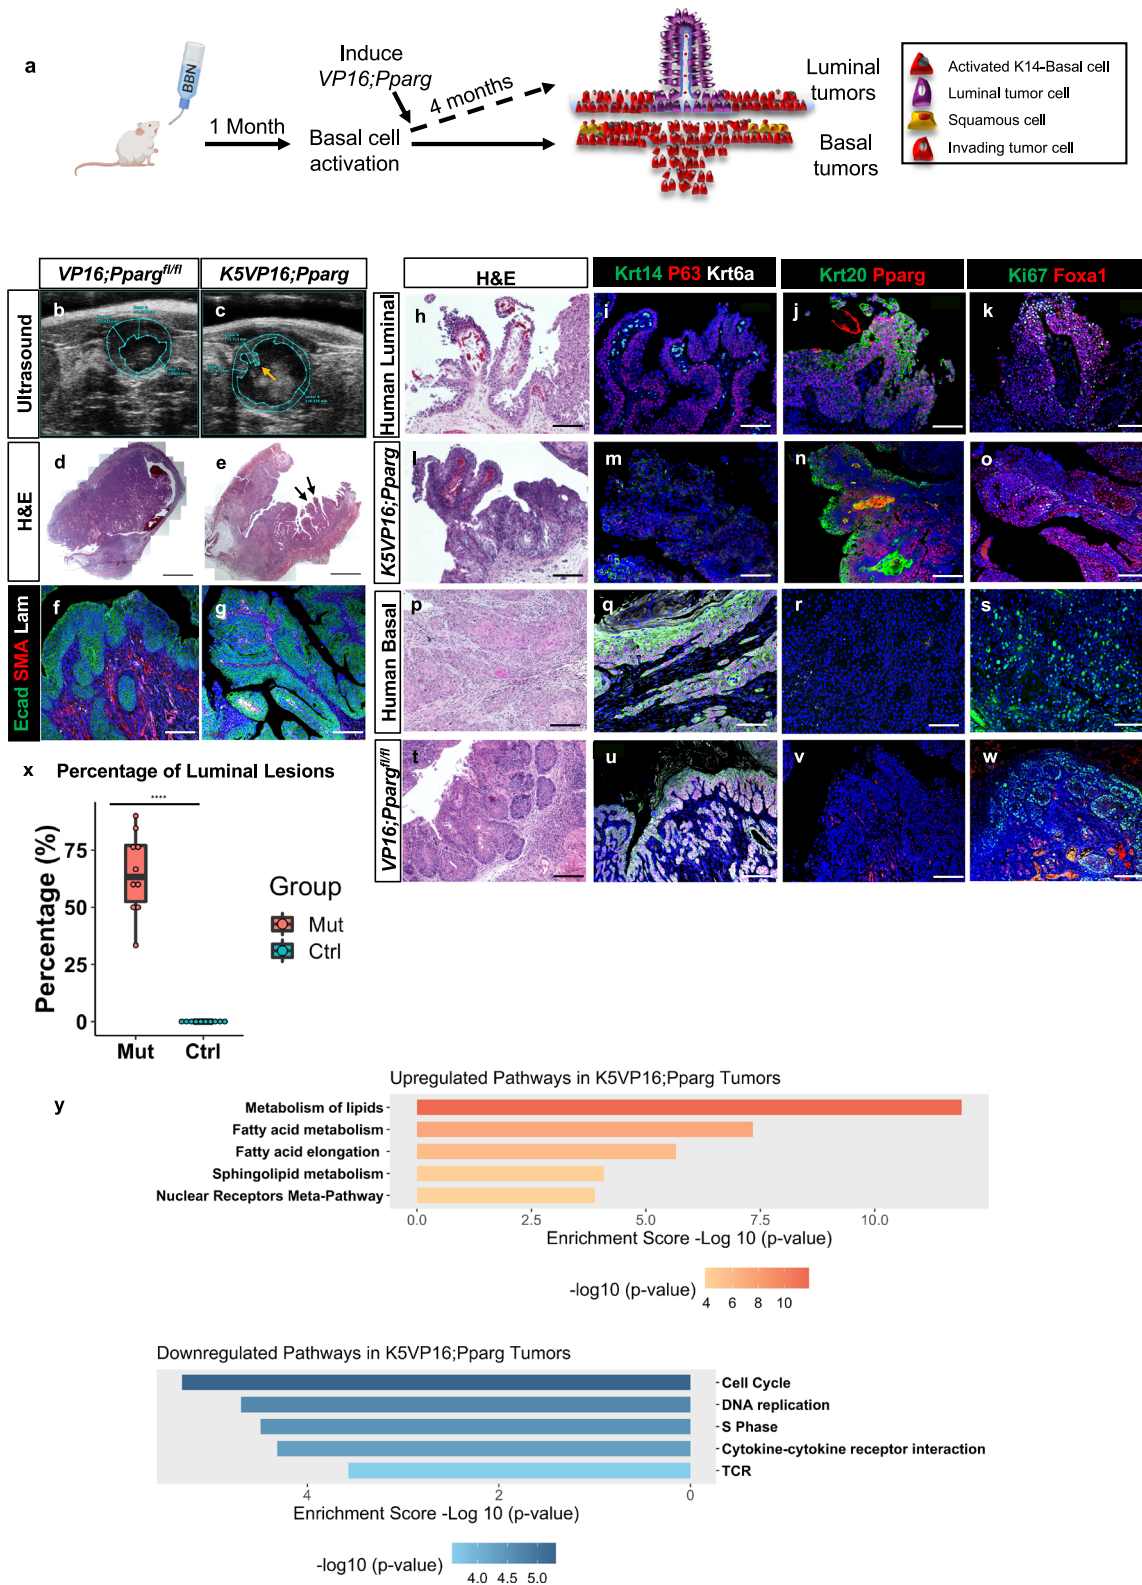 a
BBN
1 Month
Induce
VP16;Pparg
4 months
Basal cell
activation
Luminal
tumors
Basal
tumors
Activated K14-Basal cell
Luminal tumor cell
Squamous cell
Invading tumor cell
VP16;Pparg^fl/fl
K5VP16;Pparg
Ultrasound
b
c
H&E
d
e
Ecad SMA Lam
f
g
H&E
Krt14 P63 Krt6a
Krt20 Pparg
Ki67 Foxa1
Human Luminal
h
i
j
k
K5VP16;Pparg
l
m
n
o
Human Basal
p
q
r
s
VP16;Pparg^fl/fl
t
u
v
w
x
Percentage of Luminal Lesions
****
Percentage (%)
75
50
25
0
Mut
Ctrl
Group
Mut
Ctrl
y
Upregulated Pathways in K5VP16;Pparg Tumors
Metabolism of lipids
Fatty acid metabolism
Fatty acid elongation
Sphingolipid metabolism
Nuclear Receptors Meta-Pathway
0.0 2.5 5.0 7.5 10.0
Enrichment Score -Log 10 (p-value)
-log10 (p-value)
4 6 8 10
Downregulated Pathways in K5VP16;Pparg Tumors
Cell Cycle
DNA replication
S Phase
Cytokine-cytokine receptor interaction
TCR
4 2 0
Enrichment Score -Log 10 (p-value)
-log10 (p-value)
4.0 4.5 5.0